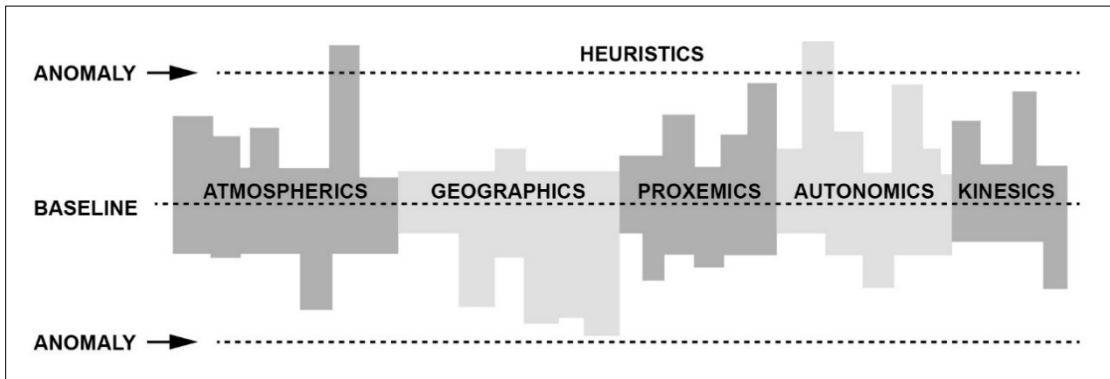 HEURISTICS
ANOMALY
ATMOSPHERICS GEOGRAPHICS PROXEMICS AUTONOMICS KINESICS
BASELINE
ANOMALY